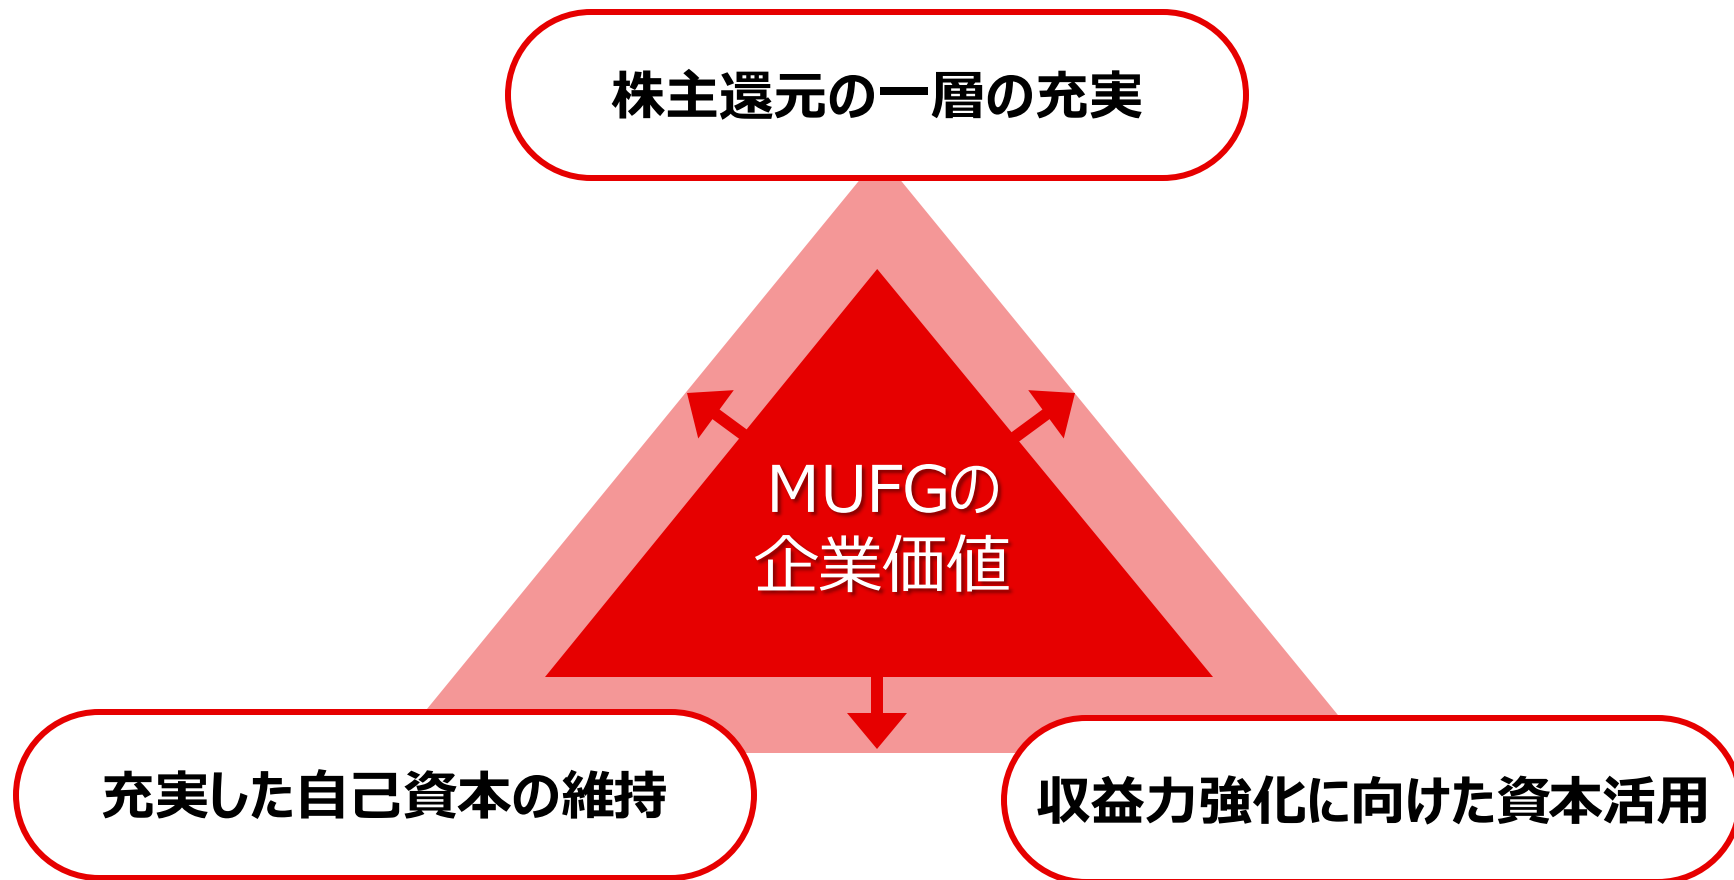 株主還元の一層の充実
MUFGの
企業価値
充実した自己資本の維持
収益力強化に向けた資本活用